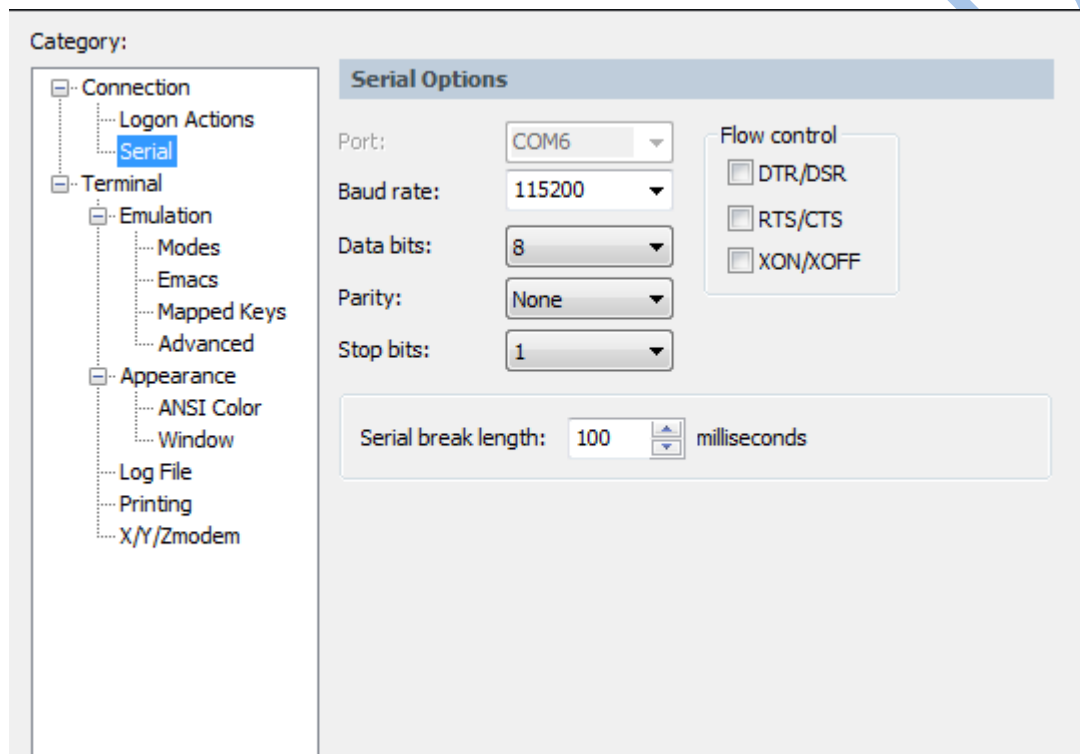 Category:
Connection
Logon Actions
Serial
Terminal
Emulation
Modes
Emacs
Mapped Keys
Advanced
Appearance
ANSI Color
Window
Log File
Printing
X/Y/Zmodem
Serial Options
Port: COM6
Baud rate: 115200
Data bits: 8
Parity: None
Stop bits: 1
Flow control
DTR/DSR
RTS/CTS
XON/XOFF
Serial break length: 100 milliseconds